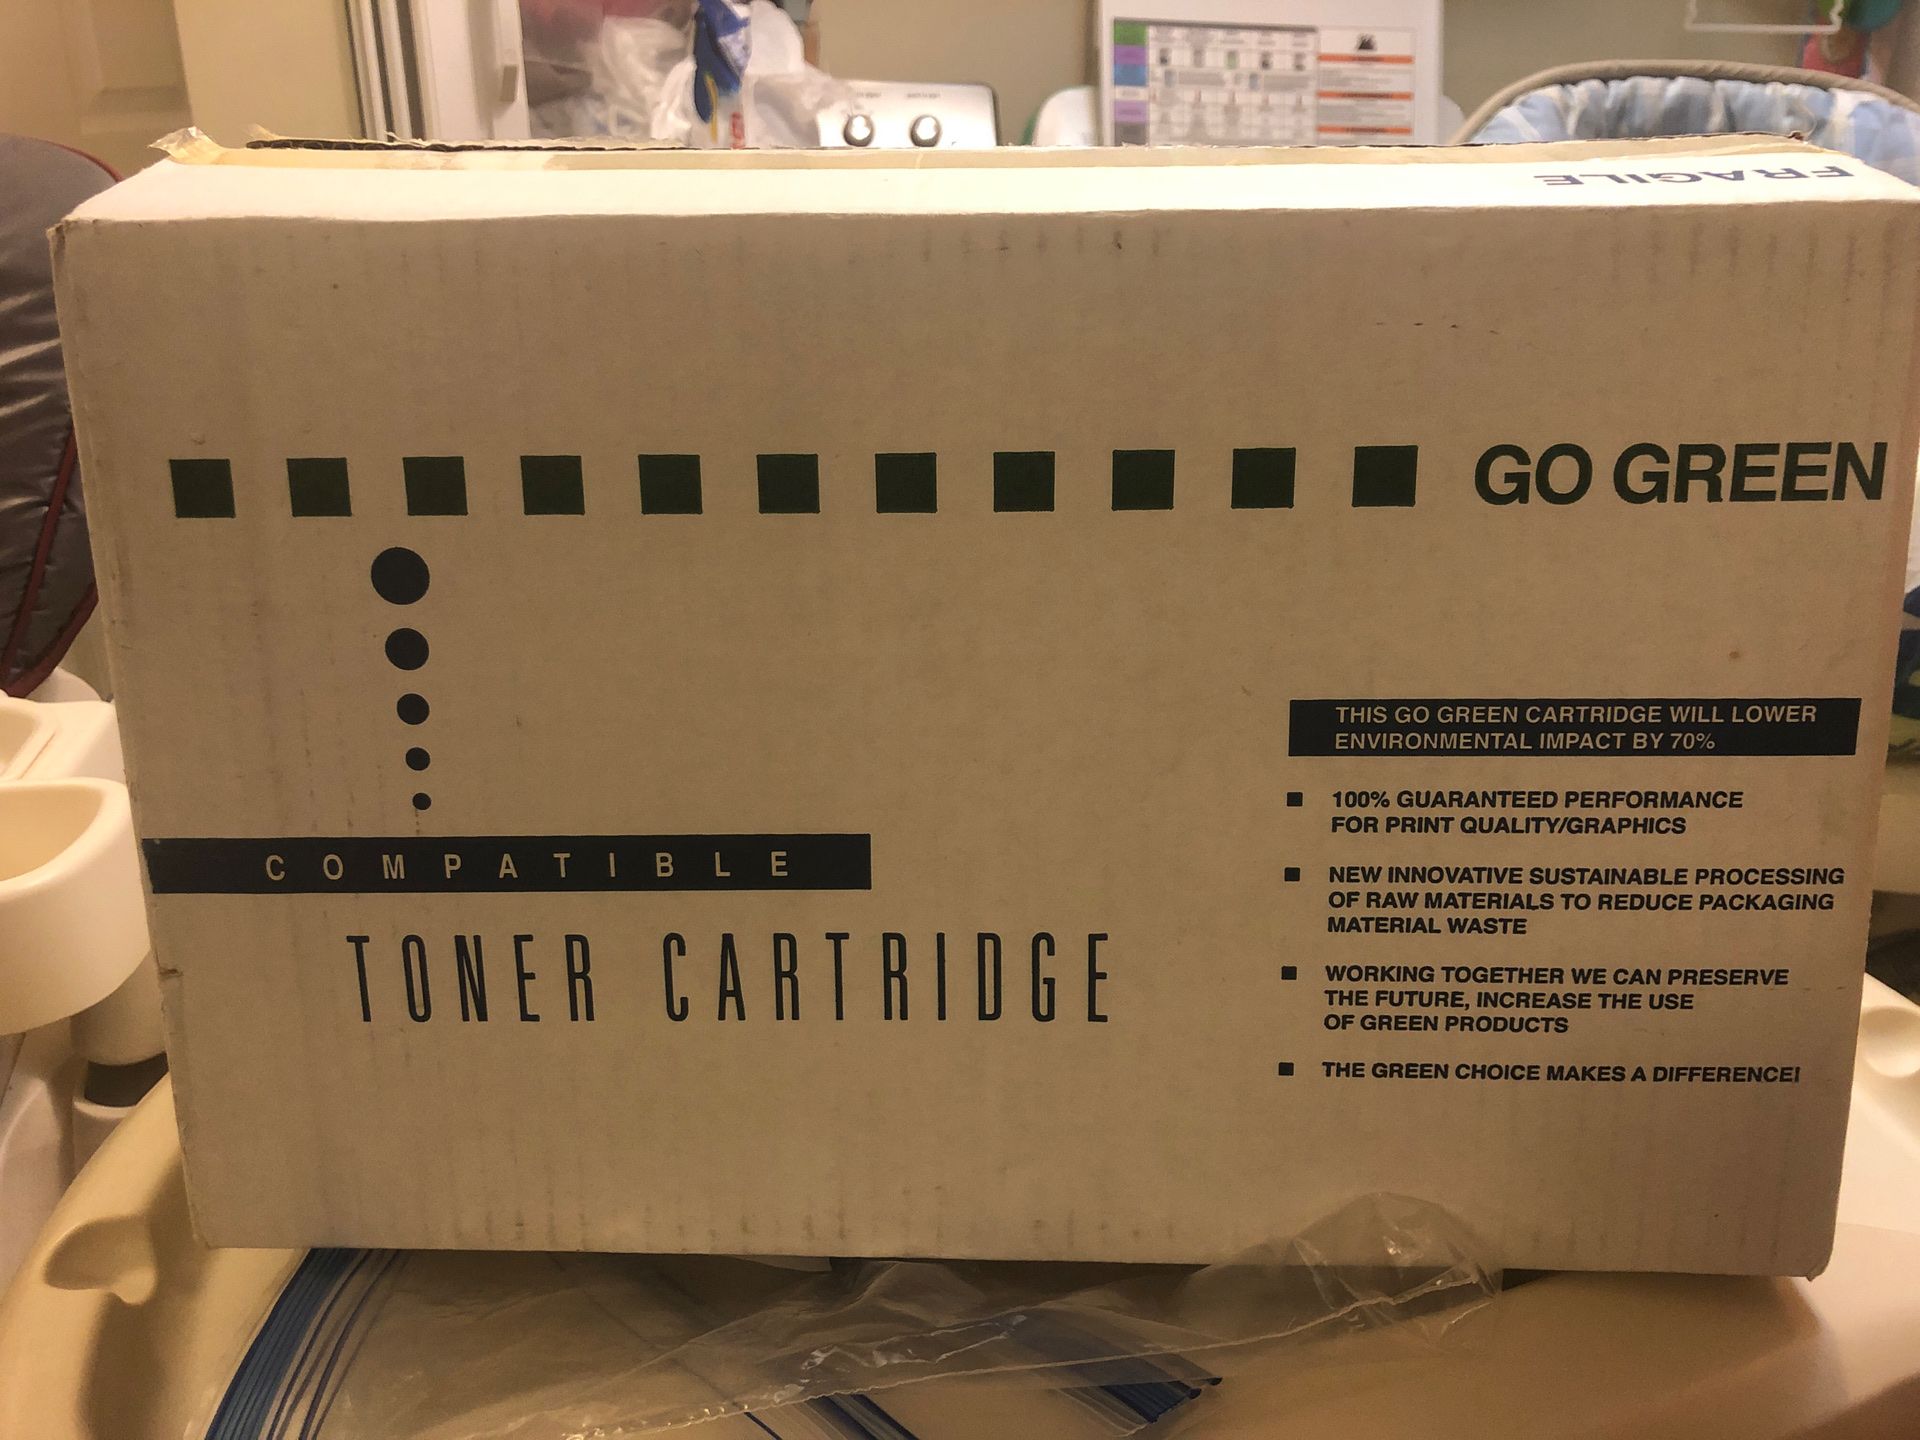 FRAGILE
GO GREEN
THIS GO GREEN CARTRIDGE WILL LOWER
ENVIRONMENTAL IMPACT BY 70%
100% GUARANTEED PERFORMANCE
FOR PRINT QUALITY/GRAPHICS
NEW INNOVATIVE SUSTAINABLE PROCESSING
OF RAW MATERIALS TO REDUCE PACKAGING
MATERIAL WASTE
WORKING TOGETHER WE CAN PRESERVE
THE FUTURE, INCREASE THE USE
OF GREEN PRODUCTS
THE GREEN CHOICE MAKES A DIFFERENCE!
COMPATIBLE
TONER CARTRIDGE